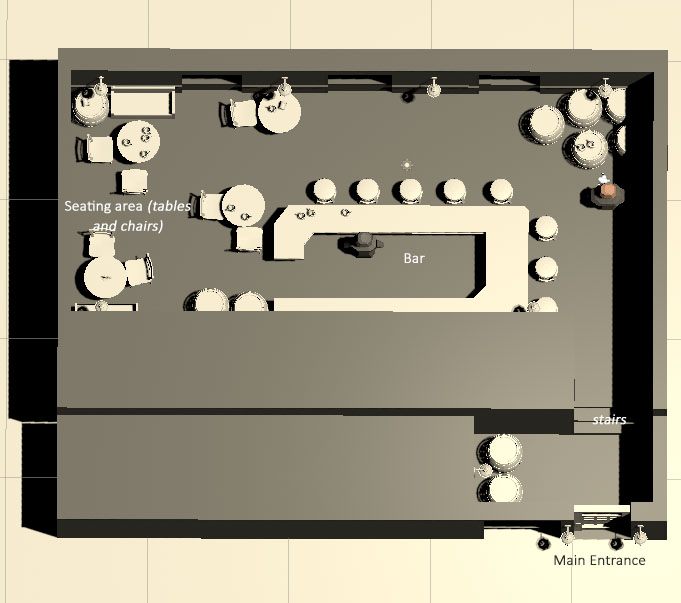 Seating area (tables
and chairs)
Bar
stairs
Main Entrance